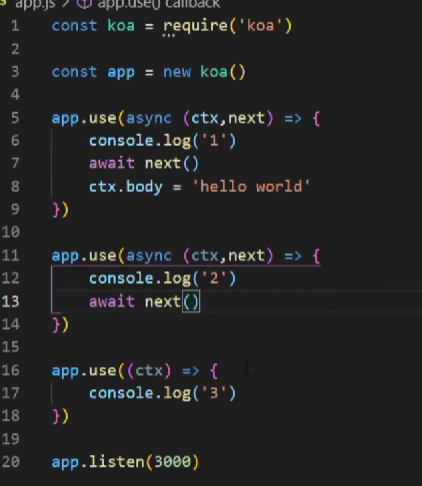 app.js > app.use() callback
1 const koa = require('koa')
2
3 const app = new koa()
4
5 app.use(async (ctx,next) => {
6 console.log('1')
7 await next()
8 ctx.body = 'hello world'
9 })
10
11 app.use(async (ctx,next) => {
12 console.log('2')
13 await next()
14 })
15
16 app.use((ctx) => {
17 console.log('3')
18 })
19
20 app.listen(3000)